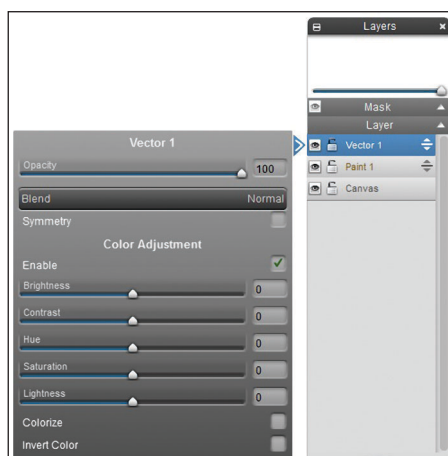 Layers
Mask
Layer
Vector 1
Paint 1
Canvas
Vector 1
Opacity 100
Blend Normal
Symmetry
Color Adjustment
Enable
Brightness 0
Contrast 0
Hue 0
Saturation 0
Lightness 0
Colorize
Invert Color